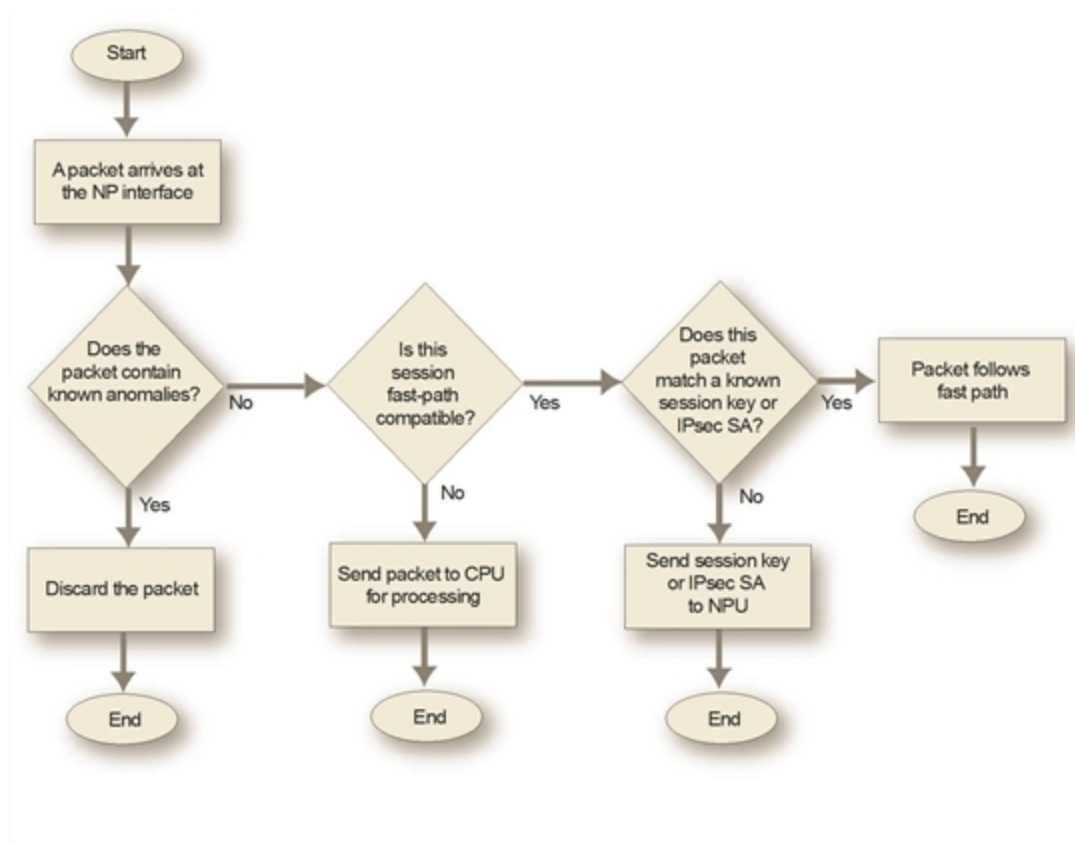 Start
A packet arrives at
the NP interface
Does the
packet contain
known anomalies?
No
Is this
session
fast-path
compatible?
Yes
Does this
packet
match a known
session key or
IPsec SA?
Yes
Packet follows
fast path
End
Yes
No
No
Discard the packet
Send packet to CPU
for processing
Send session key
or IPsec SA
to NPU
End
End
End